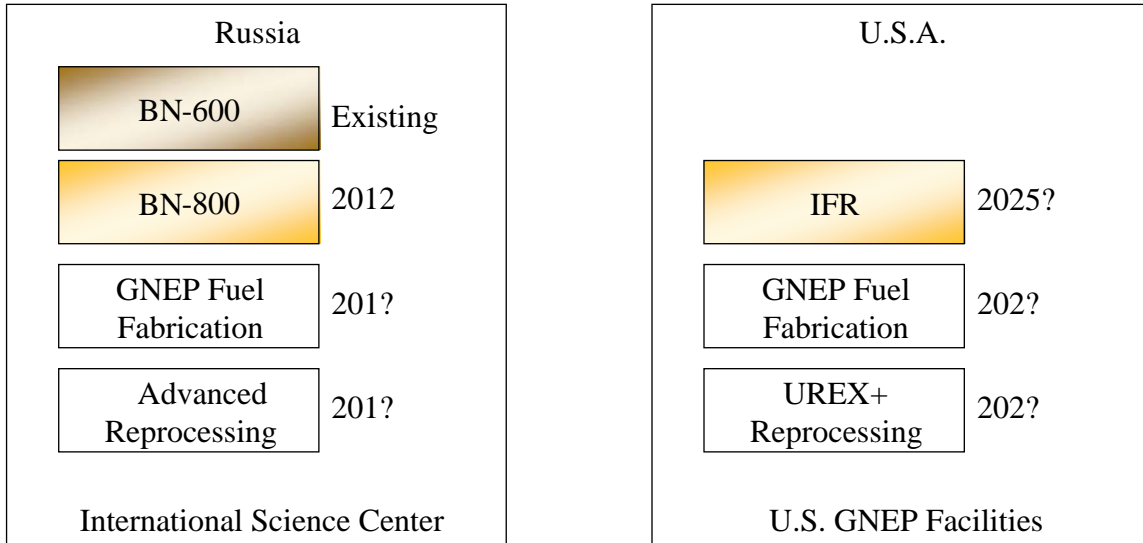 Russia
BN-600
Existing
BN-800
2012
GNEP Fuel
Fabrication
201?
Advanced
Reprocessing
201?
International Science Center
U.S.A.
IFR
2025?
GNEP Fuel
Fabrication
202?
UREX+
Reprocessing
202?
U.S. GNEP Facilities